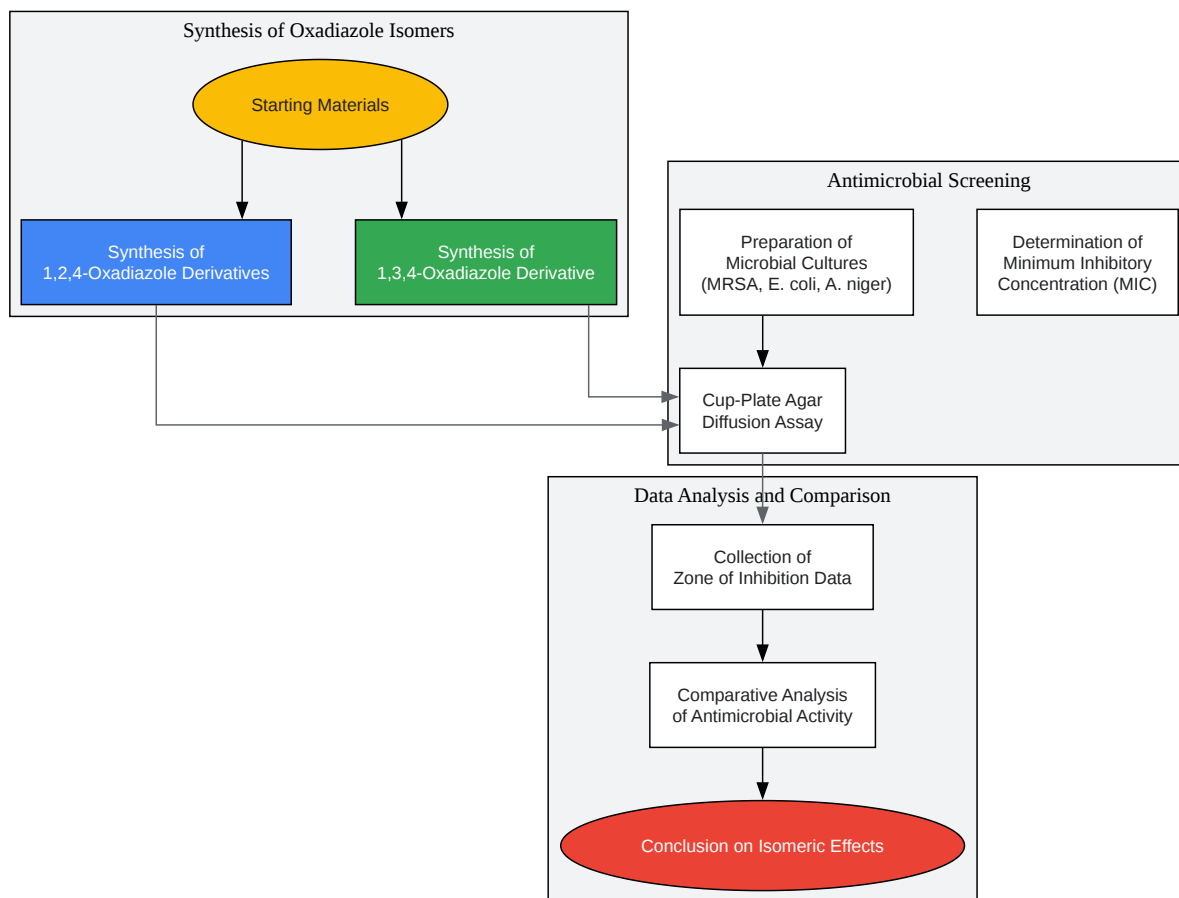 Synthesis of Oxadiazole Isomers
Starting Materials
Synthesis of
1,2,4-Oxadiazole Derivatives
Synthesis of
1,3,4-Oxadiazole Derivative
Antimicrobial Screening
Preparation of
Microbial Cultures
(MRSA, E. coli, A. niger)
Determination of
Minimum Inhibitory
Concentration (MIC)
Cup-Plate Agar
Diffusion Assay
Data Analysis and Comparison
Collection of
Zone of Inhibition Data
Comparative Analysis
of Antimicrobial Activity
Conclusion on Isomeric Effects